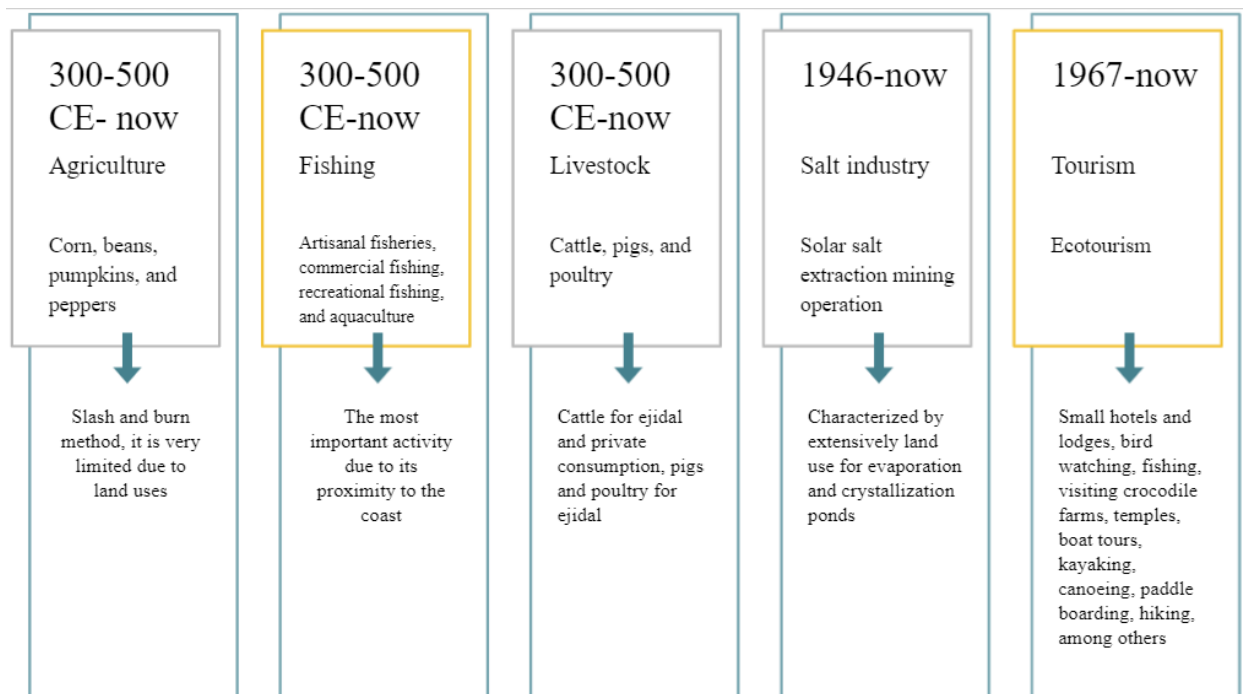 300-500
CE- now
Agriculture
Corn, beans,
pumpkins, and
peppers
Slash and burn
method, it is very
limited due to
land uses
300-500
CE-now
Fishing
Artisanal fisheries,
commercial fishing,
recreational fishing,
and aquaculture
The most
important activity
due to its
proximity to the
coast
300-500
CE-now
Livestock
Cattle, pigs, and
poultry
Cattle for ejidal
and private
consumption, pigs
and poultry for
ejidal
1946-now
Salt industry
Solar salt
extraction mining
operation
Characterized by
extensively land
use for evaporation
and crystallization
ponds
1967-now
Tourism
Ecotourism
Small hotels and
lodges, bird
watching, fishing,
visiting crocodile
farms, temples,
boat tours,
kayaking,
canoeing, paddle
boarding, hiking,
among others